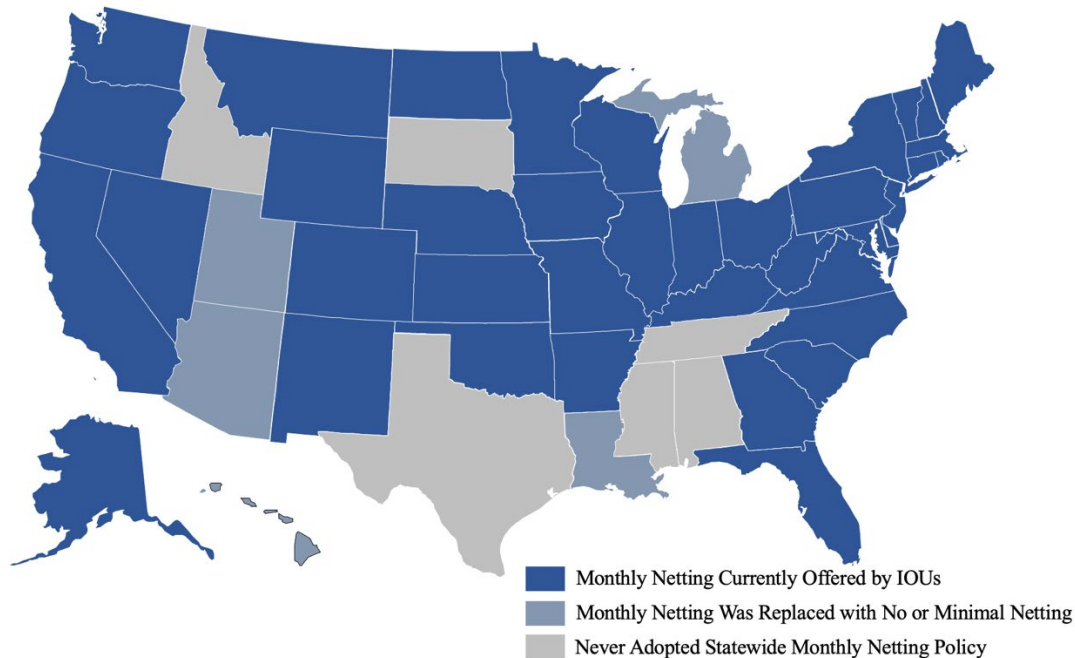 Monthly Netting Currently Offered by IOUs
Monthly Netting Was Replaced with No or Minimal Netting
Never Adopted Statewide Monthly Netting Policy